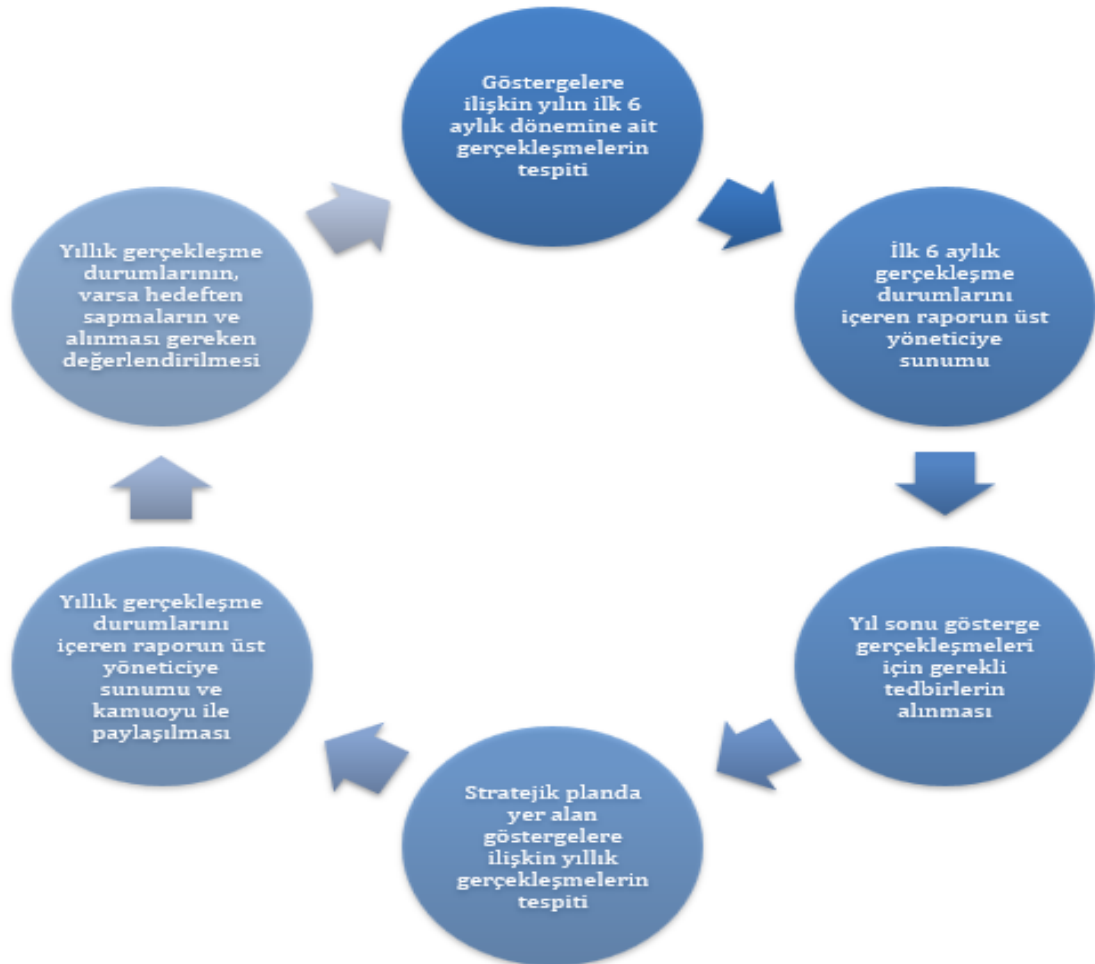 Göstergelere
ilişkin yılın ilk 6
aylık dönemine ait
gerçekleşmelerin
tespiti
İlk 6 aylık
gerçekleşme
durumlarını
içeren raporun üst
yöneticiye
sunumu
Yıl sonu gösterge
gerçekleşmeleri
için gerekli
tedbirlerin
alınması
Stratejik planda
yer alan
göstergelere
ilişkin yıllık
gerçekleşmelerin
tespiti
Yıllık gerçekleşme
durumlarını
içeren raporun üst
yöneticiye
sunumu ve
kamuoyu ile
paylaşılması
Yıllık gerçekleşme
durumlarının,
varsa hedeften
sapmaların ve
alınması gereken
değerlendirilmesi